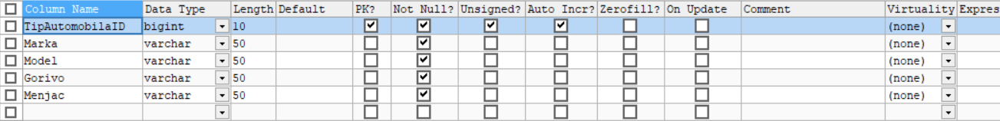 Column Name Data Type Length Default PK? Not Null? Unsigned? Auto Incr? Zerofill? On Update Comment Virtuality Expres
TipAutomobilaID bigint 10 (none)
Marka varchar 50 (none)
Model varchar 50 (none)
Gorivo varchar 50 (none)
Menjac varchar 50 (none)